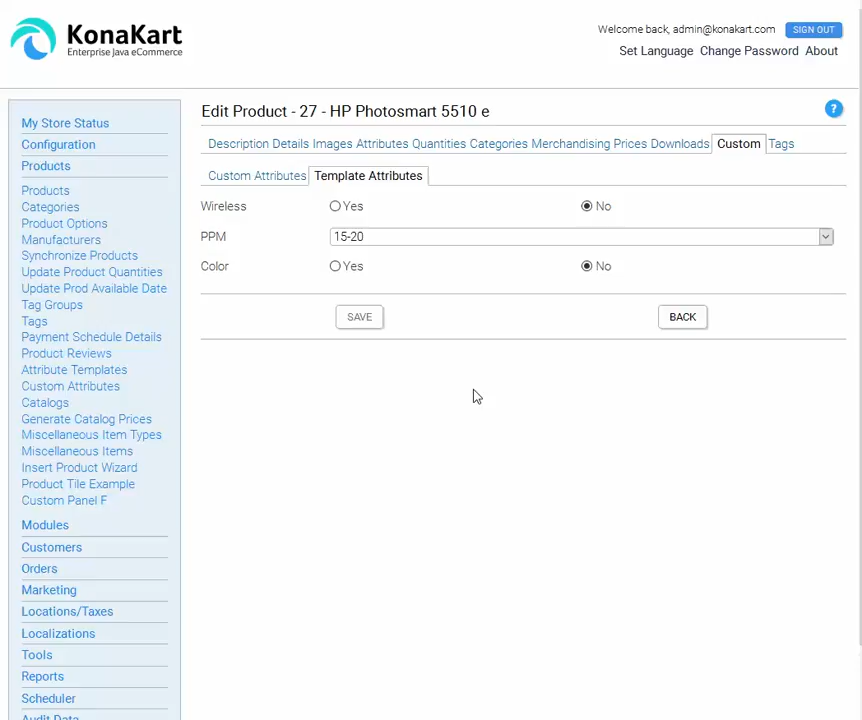 KonaKart
Enterprise Java eCommerce
Welcome back, admin@konakart.com SIGN OUT
Set Language Change Password About
My Store Status
Configuration
Products
Products
Categories
Product Options
Manufacturers
Synchronize Products
Update Product Quantities
Update Prod Available Date
Tag Groups
Tags
Payment Schedule Details
Product Reviews
Attribute Templates
Custom Attributes
Catalogs
Generate Catalog Prices
Miscellaneous Item Types
Miscellaneous Items
Insert Product Wizard
Product Tile Example
Custom Panel F
Modules
Customers
Orders
Marketing
Locations/Taxes
Localizations
Tools
Reports
Scheduler
Audit Data
Edit Product - 27 - HP Photosmart 5510 e ?
Description Details Images Attributes Quantities Categories Merchandising Prices Downloads Custom Tags
Custom Attributes Template Attributes
Wireless Yes No
PPM 15-20
Color Yes No
SAVE BACK